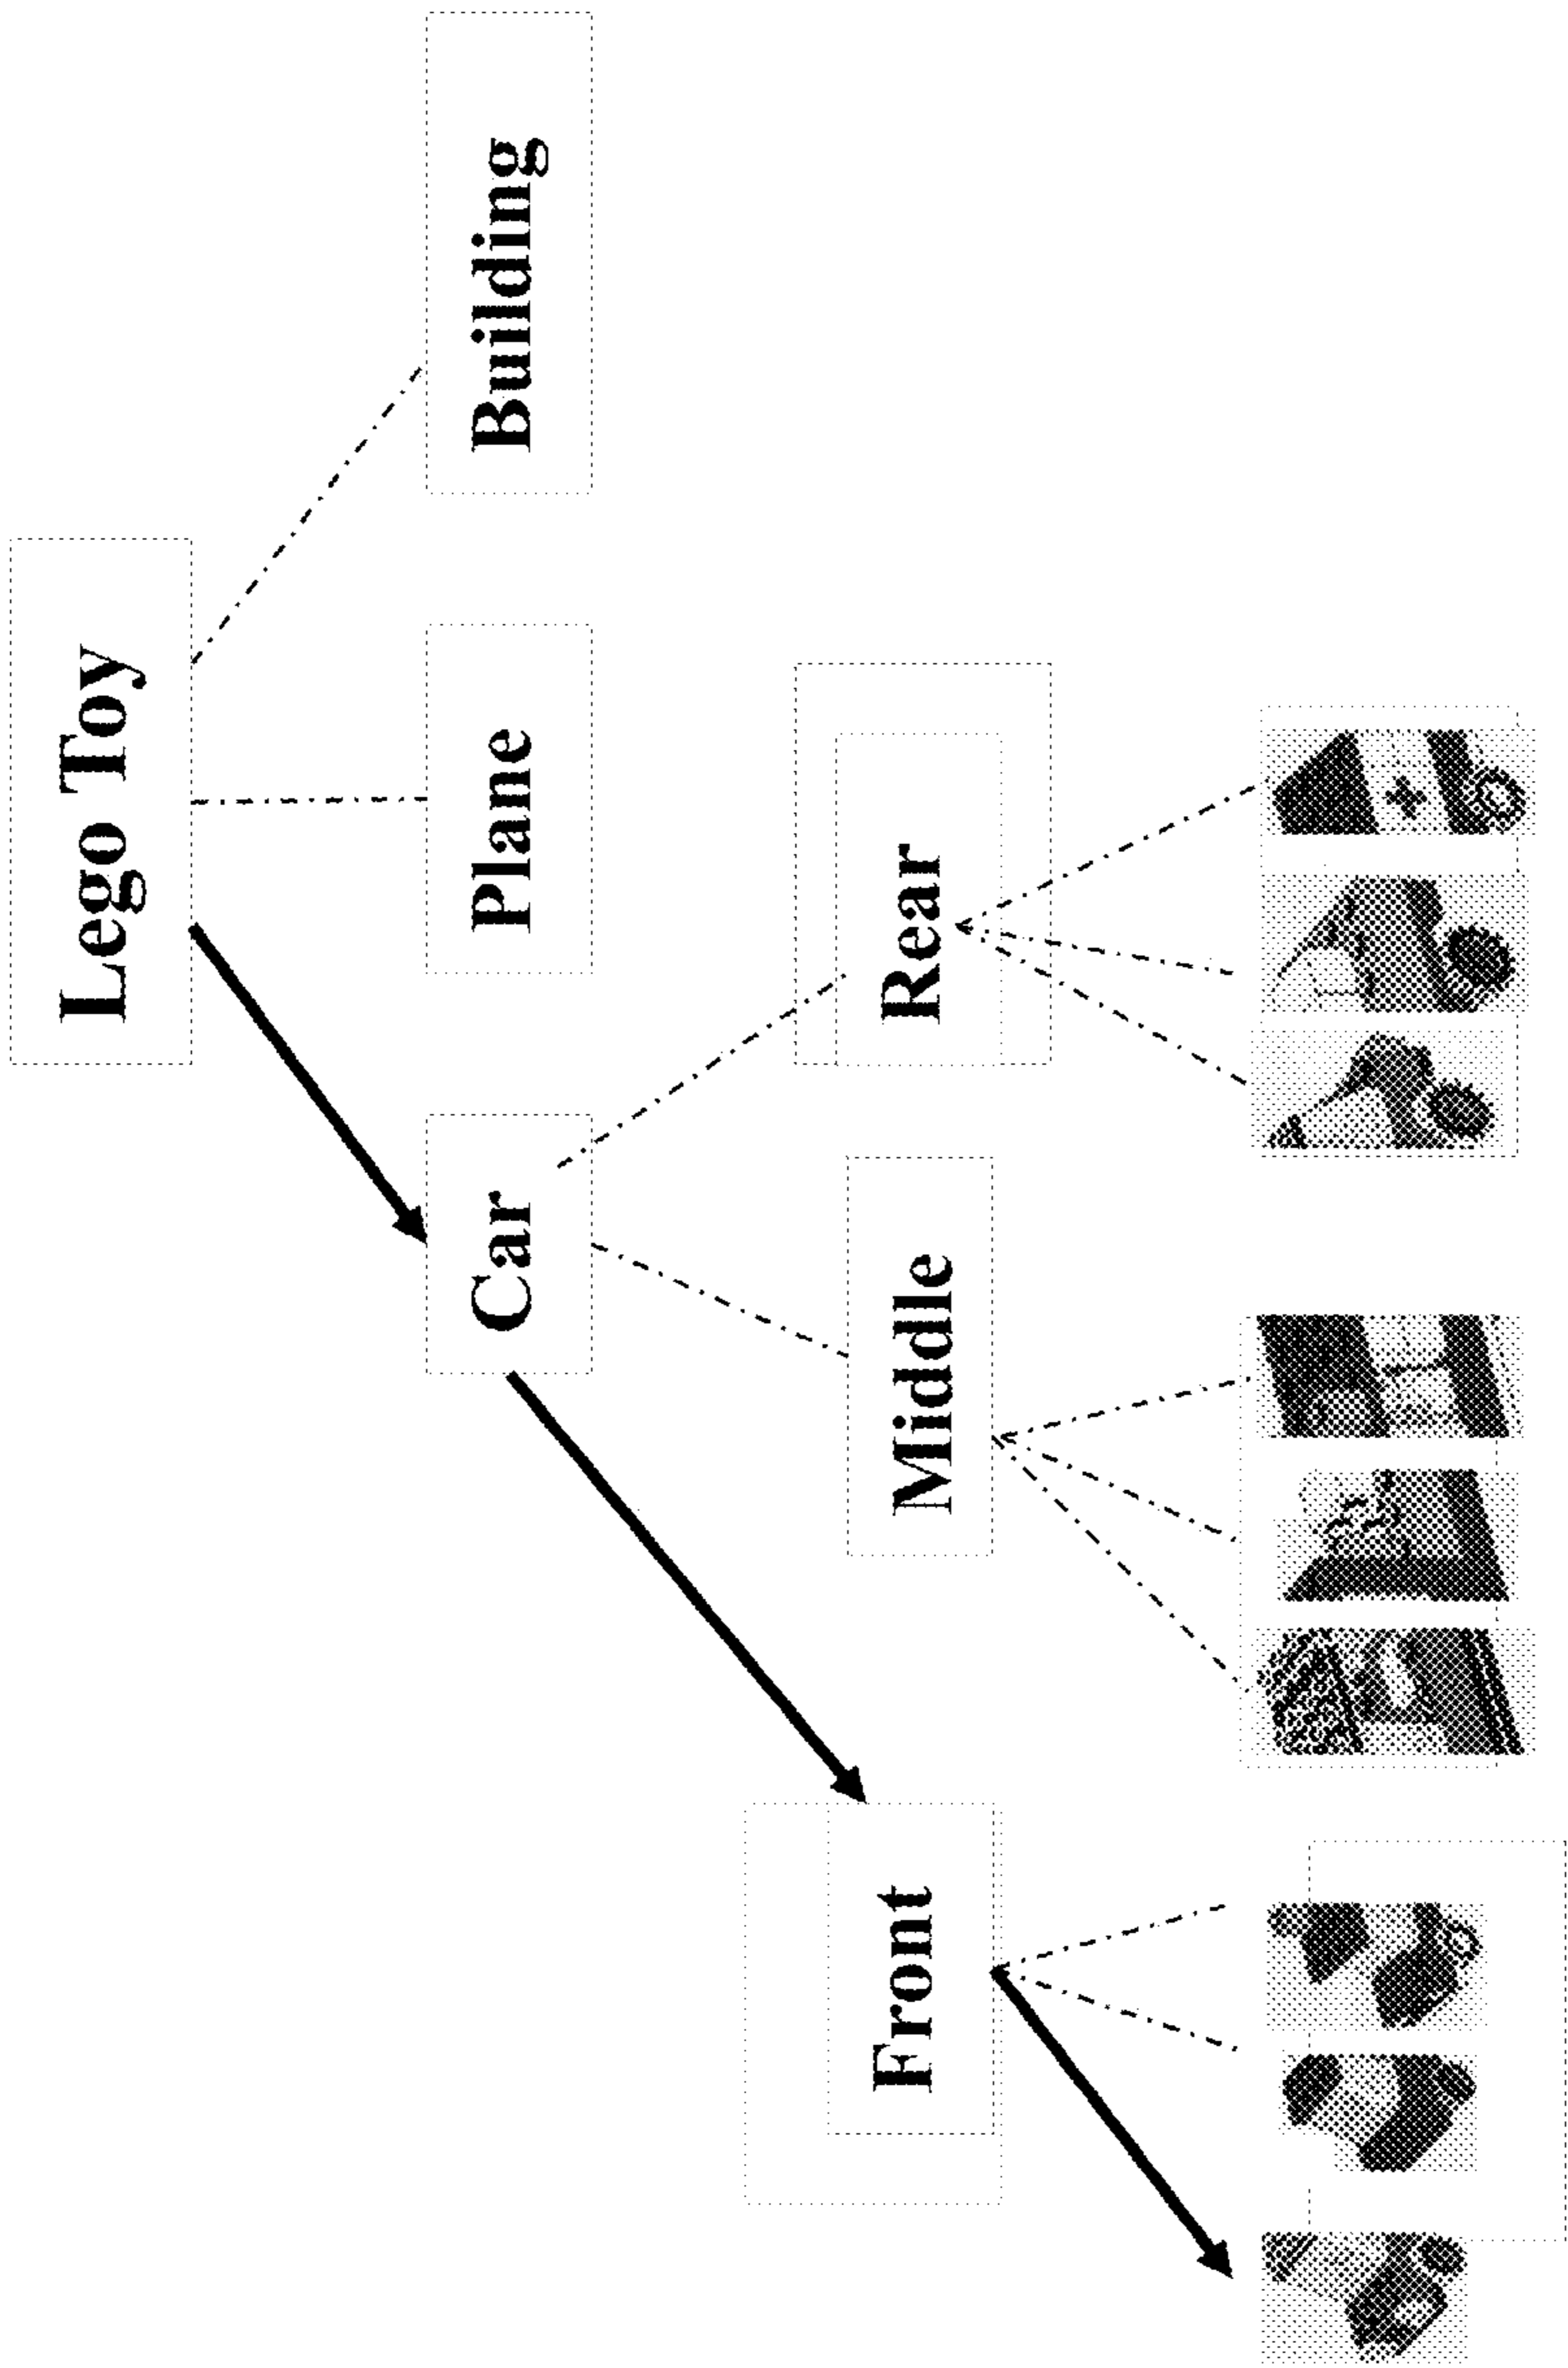 Lego Toy
Car
Plane
Building
Front
Middle
Rear